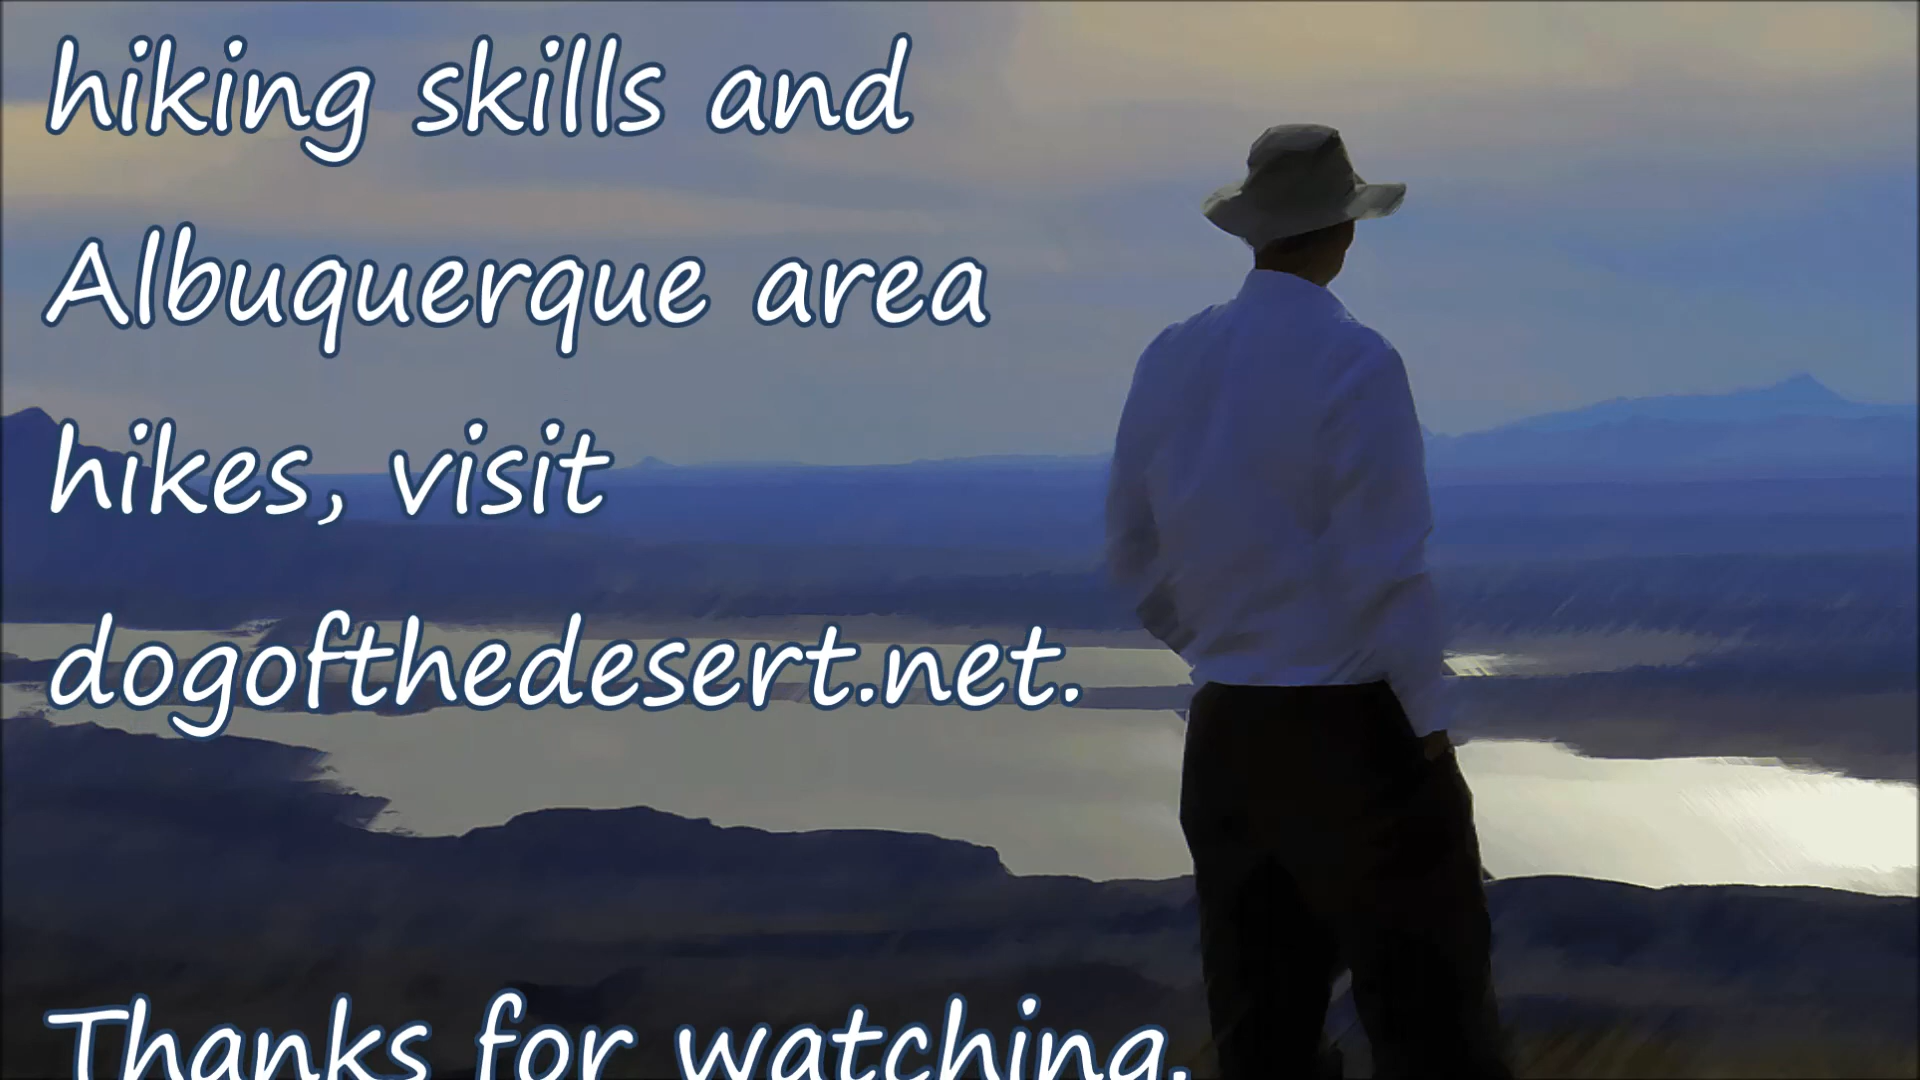 hiking skills and
Albuquerque area
hikes, visit
dogofthedesert.net.
Thanks for watching.